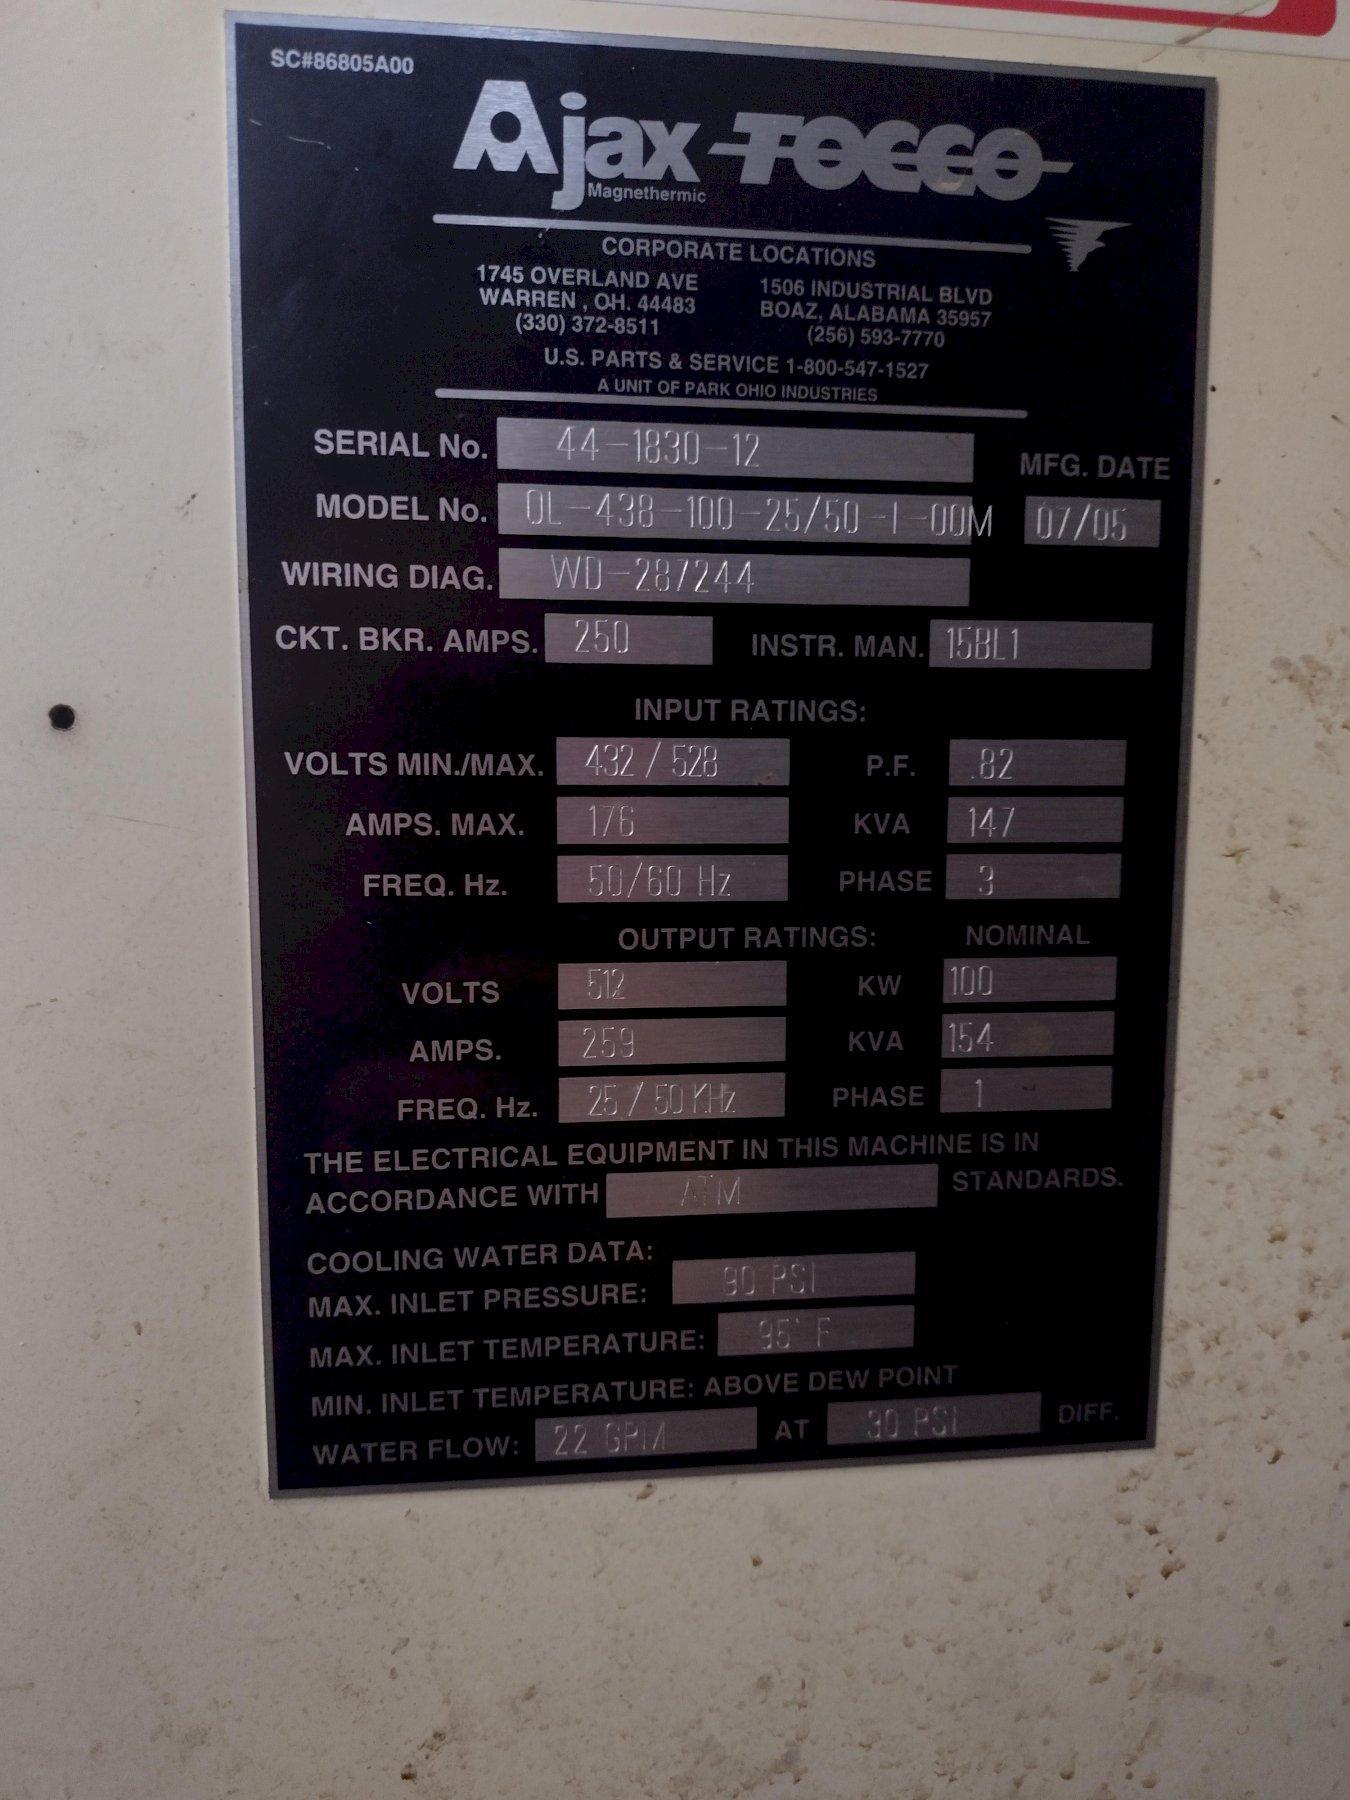 SC#86805A00
Ajax TOCCO
Magnethermic
CORPORATE LOCATIONS
1745 OVERLAND AVE
WARREN , OH. 44483
(330) 372-8511
1506 INDUSTRIAL BLVD
BOAZ, ALABAMA 35957
(256) 593-7770
U.S. PARTS & SERVICE 1-800-547-1527
A UNIT OF PARK OHIO INDUSTRIES
SERIAL No. 44-1830-12
MFG. DATE
MODEL No. OL-438-100-25/50-1-00M 07/05
WIRING DIAG. WD-287244
CKT. BKR. AMPS. 250 INSTR. MAN. 15BL1
INPUT RATINGS:
VOLTS MIN./MAX. 432 / 528 P.F. .82
AMPS. MAX. 176 KVA 147
FREQ. Hz. 50/60 Hz PHASE 3
OUTPUT RATINGS: NOMINAL
VOLTS 512 KW 100
AMPS. 259 KVA 154
FREQ. Hz. 25 / 50 KHz PHASE 1
THE ELECTRICAL EQUIPMENT IN THIS MACHINE IS IN
ACCORDANCE WITH ATM STANDARDS.
COOLING WATER DATA:
MAX. INLET PRESSURE: 90 PSI
MAX. INLET TEMPERATURE: 95° F
MIN. INLET TEMPERATURE: ABOVE DEW POINT
WATER FLOW: 22 GPM AT 30 PSI DIFF.